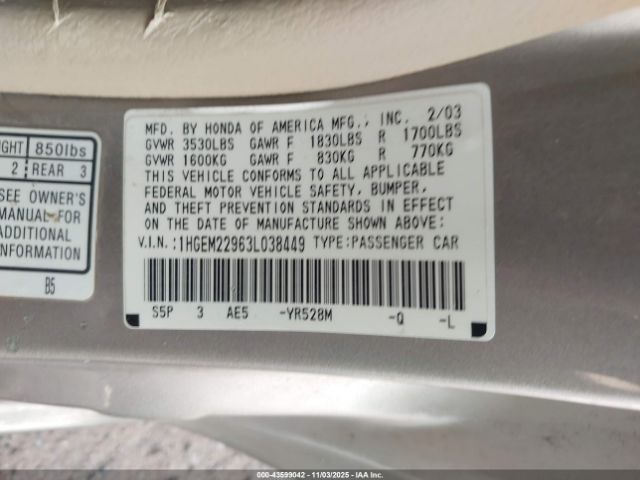 GHT 850lbs
2 REAR 3
SEE OWNER'S
MANUAL FOR
ADDITIONAL
INFORMATION
B5
MFD. BY HONDA OF AMERICA MFG., INC. 2/03
GVWR 3530LBS GAWR F 1830LBS R 1700LBS
GVWR 1600KG GAWR F 830KG R 770KG
THIS VEHICLE CONFORMS TO ALL APPLICABLE
FEDERAL MOTOR VEHICLE SAFETY, BUMPER,
AND THEFT PREVENTION STANDARDS IN EFFECT
ON THE DATE OF MANUFACTURE SHOWN ABOVE:
V.I.N.:1HGEM22963L038449 TYPE:PASSENGER CAR
S5P 3 AE5 -YR528M -Q -L
000-43599042 - 11/03/2025 - IAA Inc.